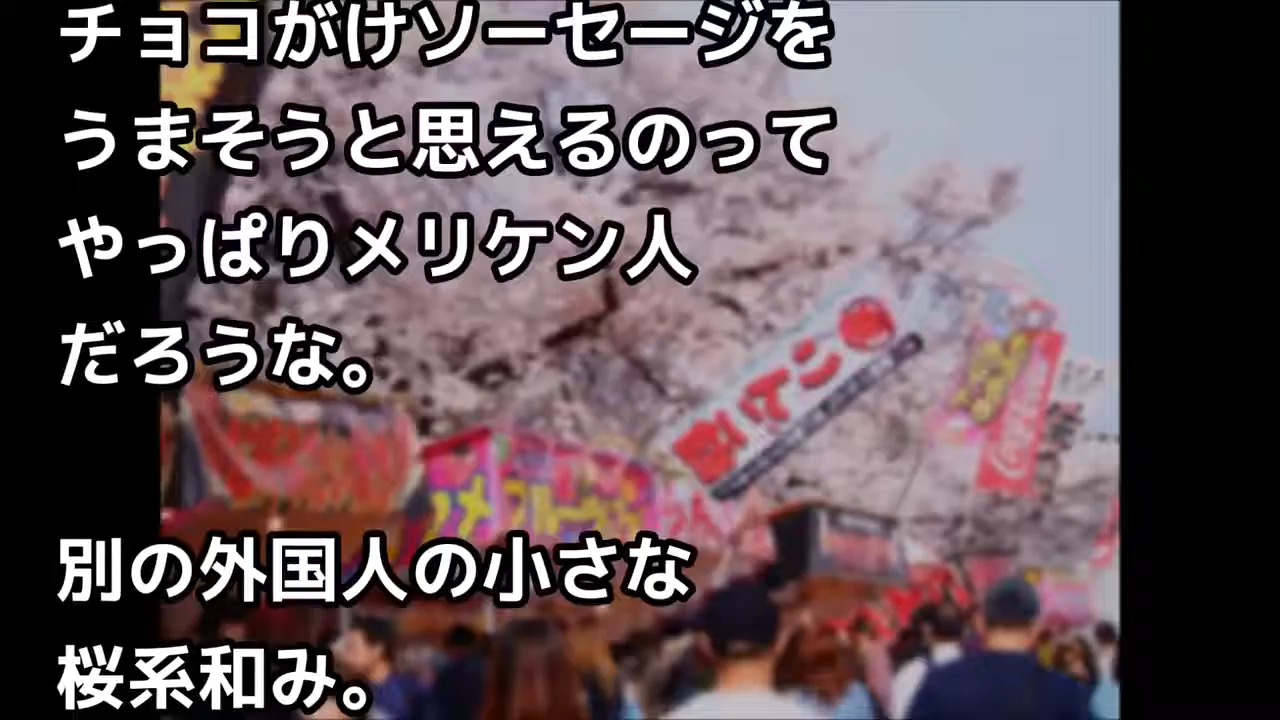 チョコがけソーセージを
うまそうと思えるのって
やっぱりメリケン人
だろうな。
別の外国人の小さな
桜系和み。